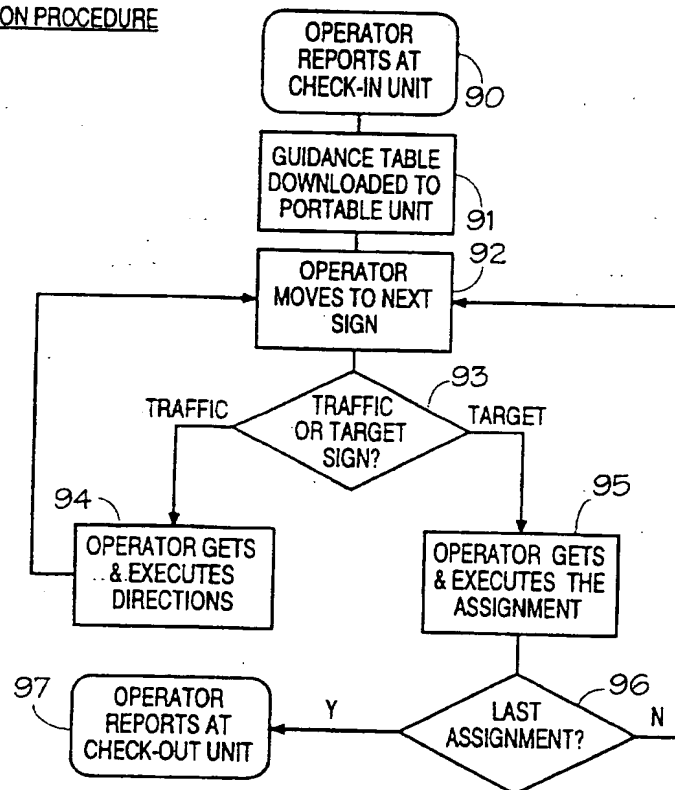 ON PROCEDURE
OPERATOR
REPORTS AT
CHECK-IN UNIT
90
GUIDANCE TABLE
DOWNLOADED TO
PORTABLE UNIT
91
92
OPERATOR
MOVES TO NEXT
SIGN
93
TRAFFIC
TRAFFIC
OR TARGET
SIGN?
TARGET
94
OPERATOR GETS
& EXECUTES
DIRECTIONS
95
OPERATOR GETS
& EXECUTES THE
ASSIGNMENT
96
LAST
ASSIGNMENT?
Y
N
97
OPERATOR
REPORTS AT
CHECK-OUT UNIT